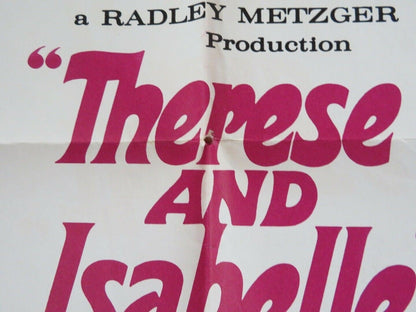 a RADLEY METZGER
Production
“Therese
AND
Isabelle”